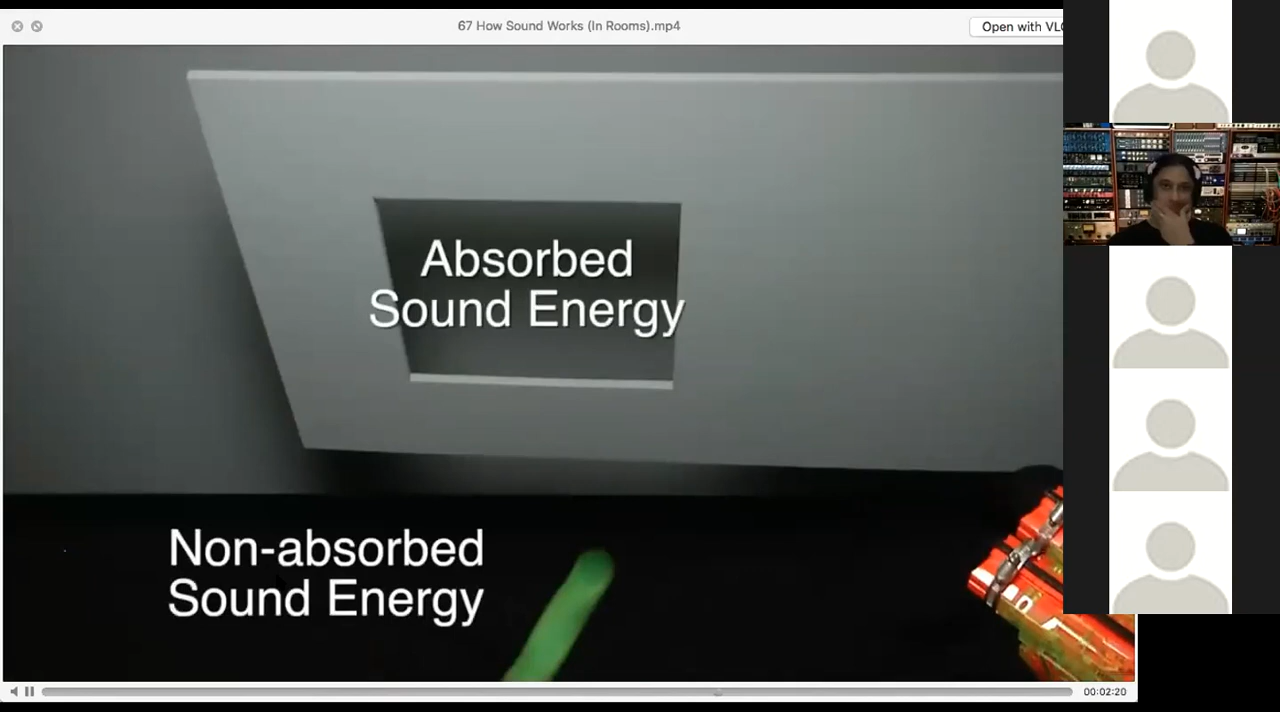 67 How Sound Works (In Rooms).mp4
Open with VLC
Absorbed
Sound Energy
Non-absorbed
Sound Energy
00:02:20